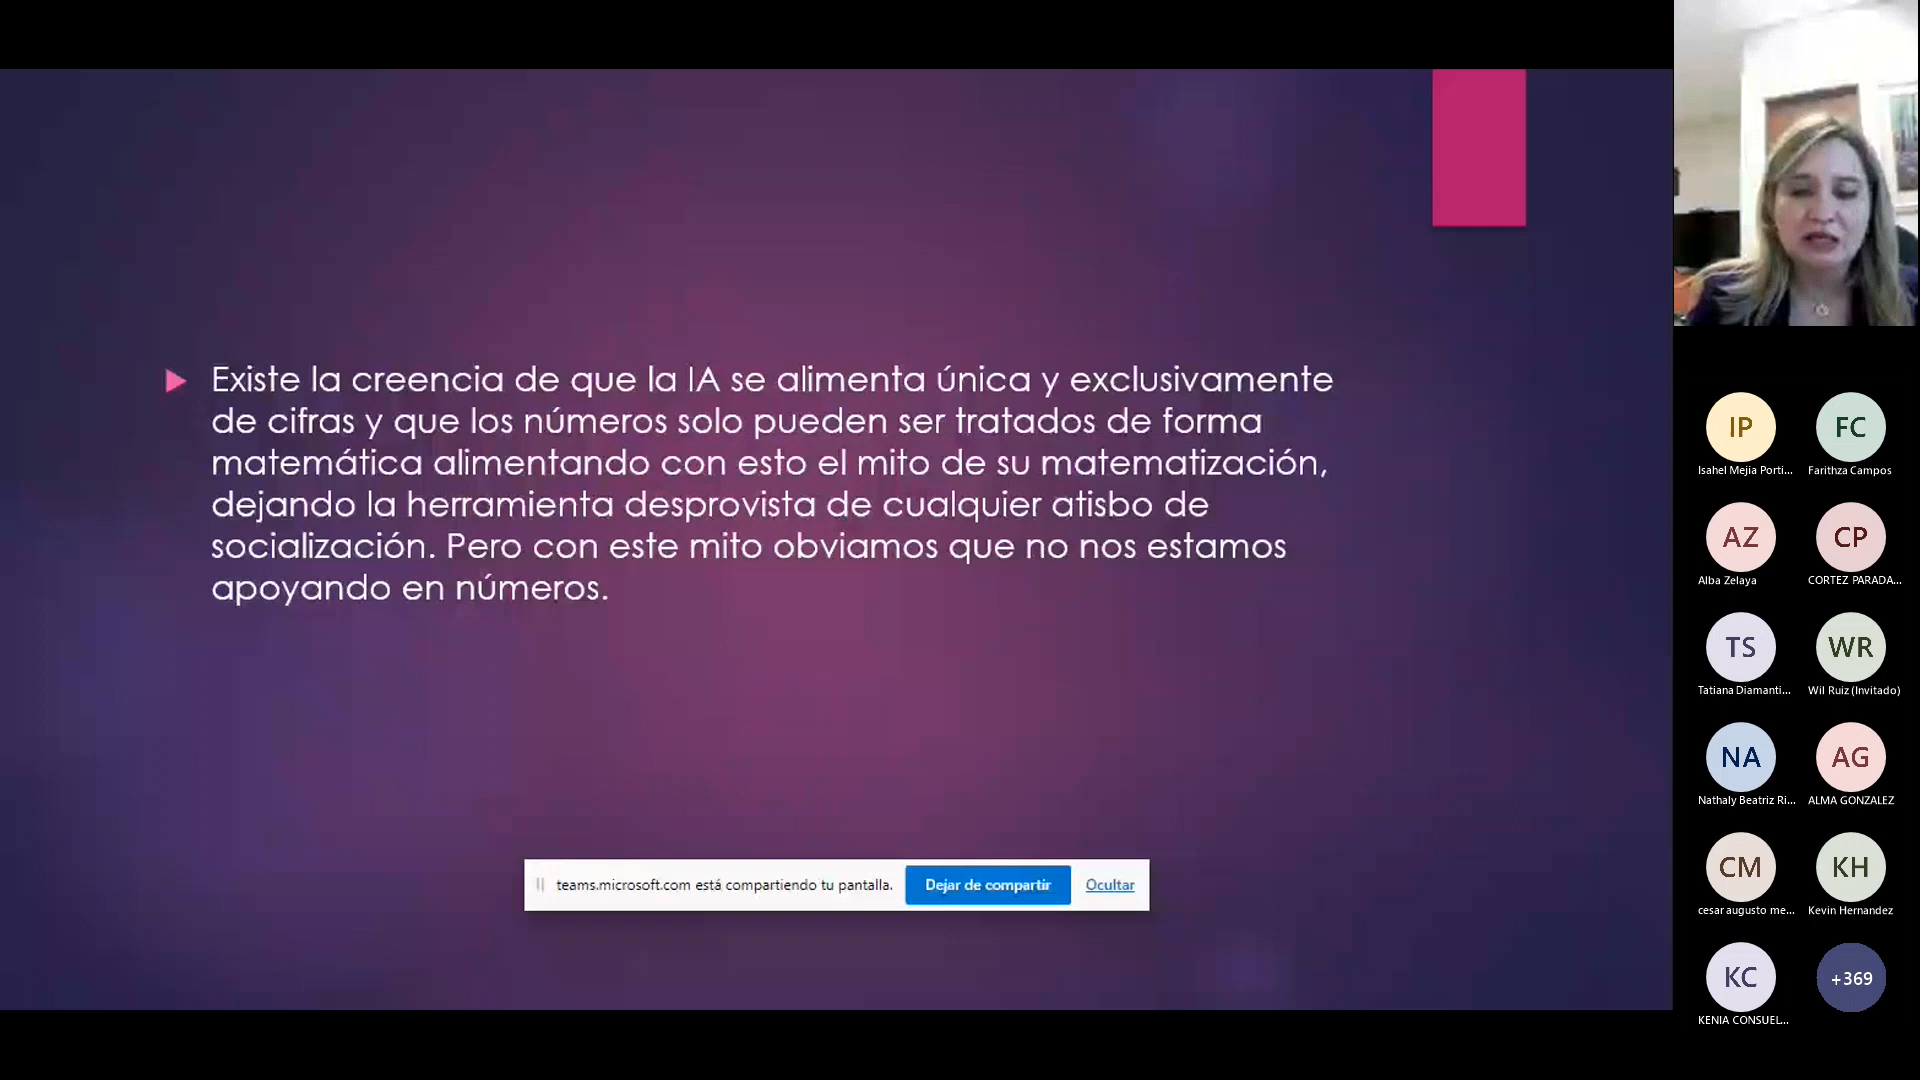 Existe la creencia de que la IA se alimenta única y exclusivamente
de cifras y que los números solo pueden ser tratados de forma
matemática alimentando con esto el mito de su matematización,
dejando la herramienta desprovista de cualquier atisbo de
socialización. Pero con este mito obviamos que no nos estamos
apoyando en números.
teams.microsoft.com está compartiendo tu pantalla. Dejar de compartir Ocultar
IP FC
Isahel Mejia Porti... Farithza Campos
AZ CP
Alba Zelaya CORTEZ PARADA...
TS WR
Tatiana Diamanti... Wil Ruiz (Invitado)
NA AG
Nathaly Beatriz Ri... ALMA GONZALEZ
CM KH
cesar augusto me... Kevin Hernandez
KC +369
KENIA CONSUEL...